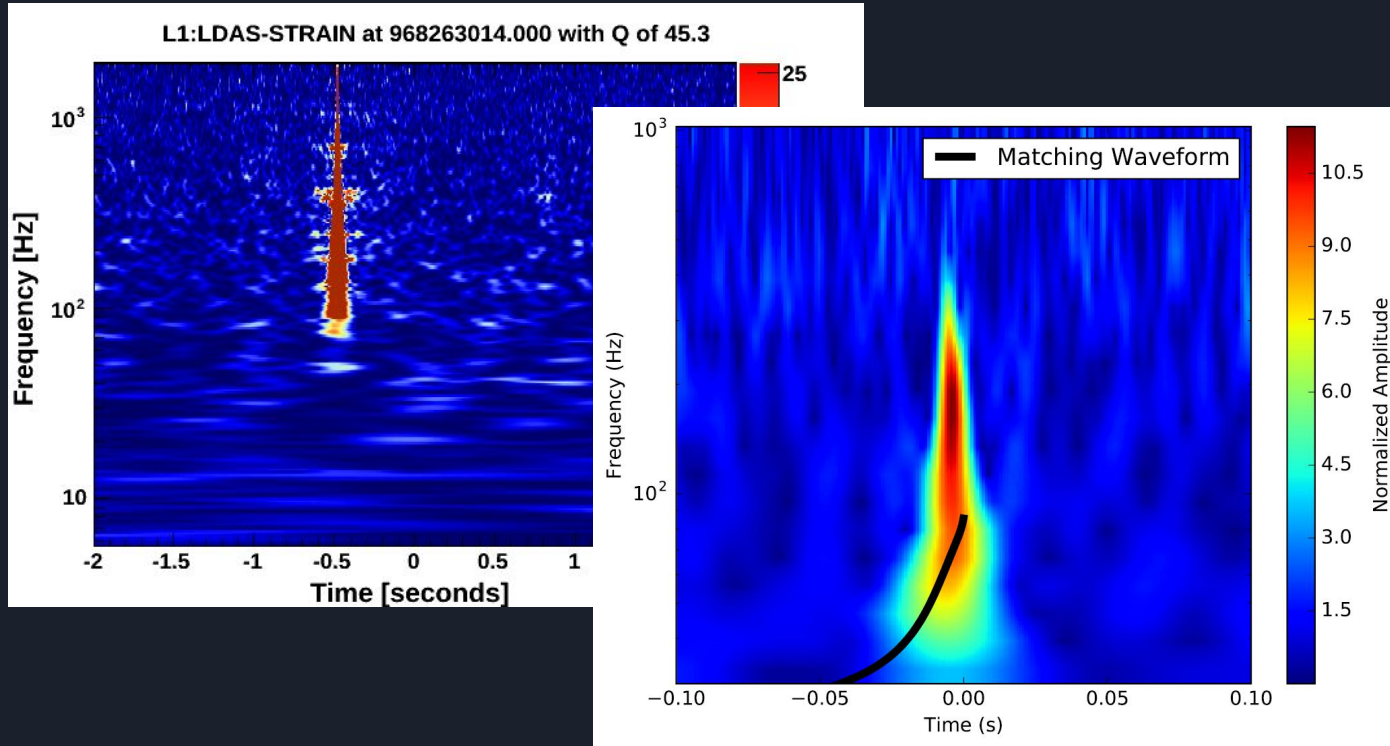 L1:LDAS-STRAIN at 968263014.000 with Q of 45.3
25
10³
10²
10
Frequency [Hz]
-2 -1.5 -1 -0.5 0 0.5 1
Time [seconds]
Matching Waveform
10³
10²
Frequency (Hz)
−0.10 −0.05 0.00 0.05 0.10
Time (s)
10.5
9.0
7.5
6.0
4.5
3.0
1.5
Normalized Amplitude